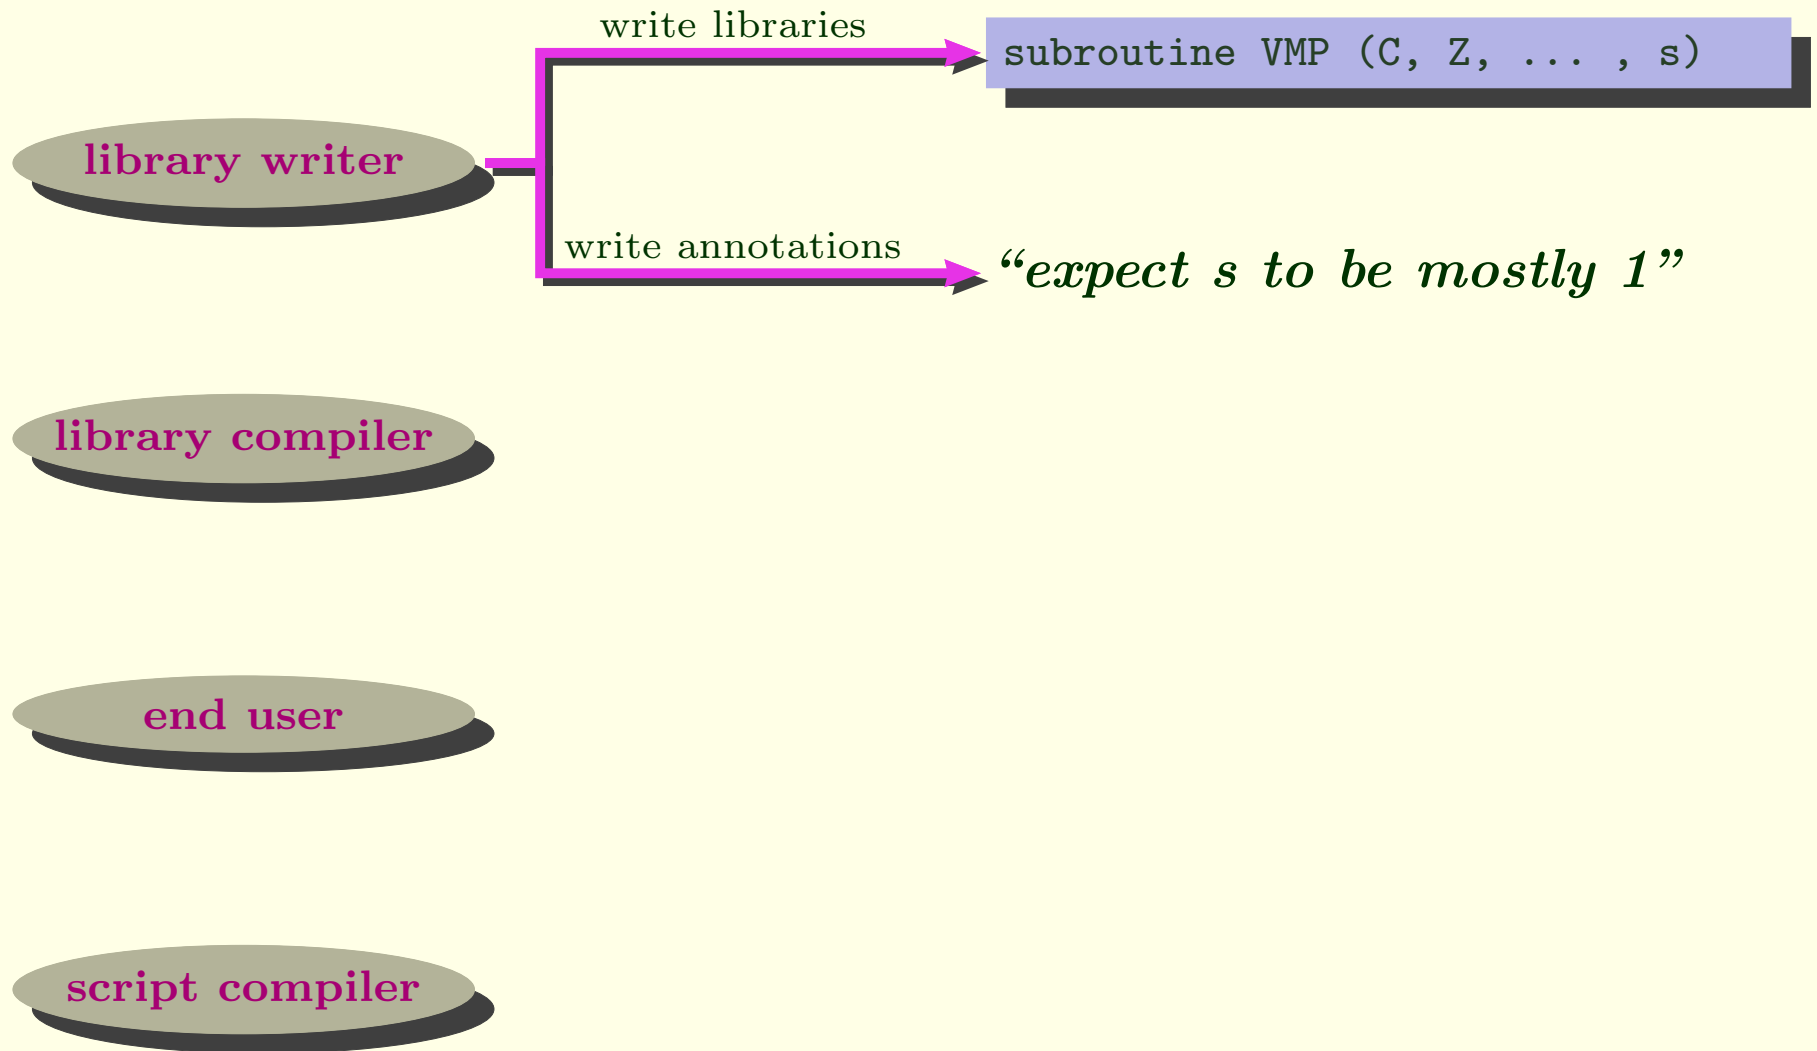 write libraries
subroutine VMP (C, Z, ... , s)
library writer
write annotations
“expect s to be mostly 1”
library compiler
end user
script compiler